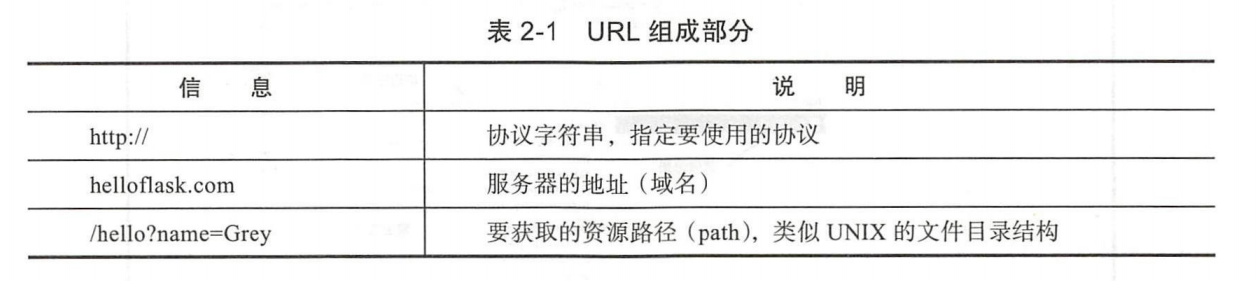 表 2-1 URL 组成部分
信 息 说 明
http:// 协议字符串，指定要使用的协议
helloflask.com 服务器的地址（域名）
/hello?name=Grey 要获取的资源路径（path），类似 UNIX 的文件目录结构